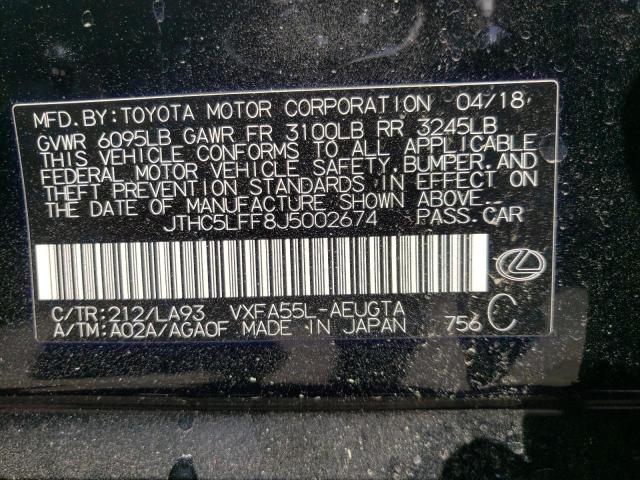 MFD. BY: TOYOTA MOTOR CORPORATION 04/18
GVWR 6095LB GAWR FR 3100LB RR 3245LB
THIS VEHICLE CONFORMS TO ALL APPLICABLE
FEDERAL MOTOR VEHICLE SAFETY, BUMPER, AND
THEFT PREVENTION STANDARDS IN EFFECT ON
THE DATE OF MANUFACTURE SHOWN ABOVE.
JTHC5LFF8J5002674 PASS. CAR
C/TR: 212/LA93 VXFA55L-AEUGTA
A/TM: A02A/AGA0F MADE IN JAPAN 756 C